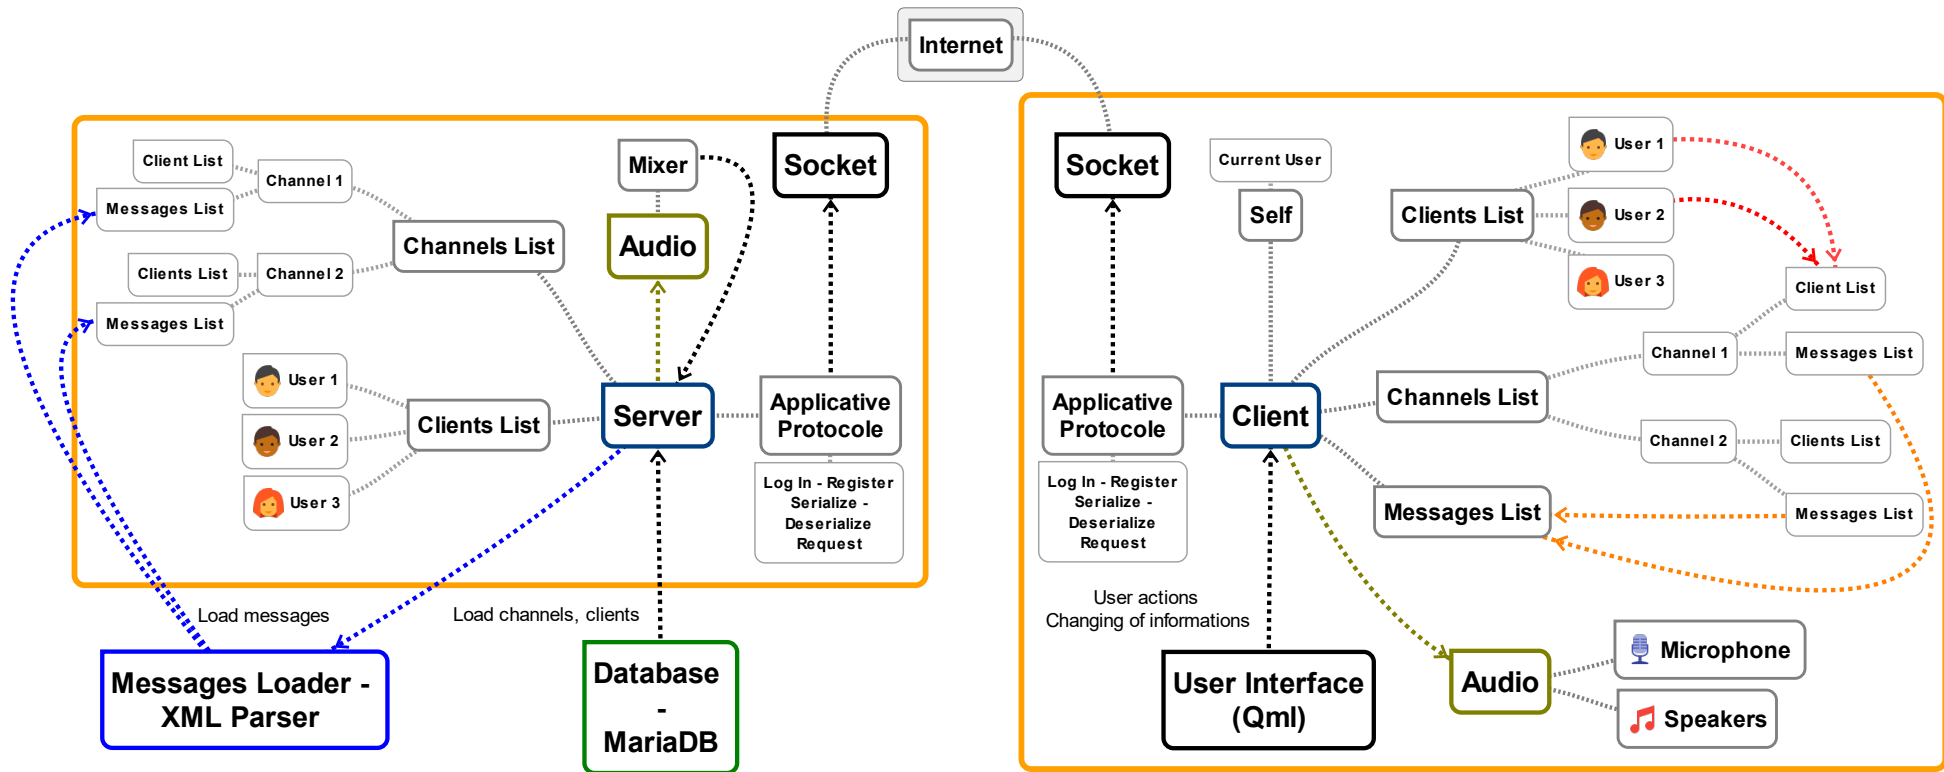 Internet
Client List
Messages List
Channel 1
Clients List
Messages List
Channel 2
Channels List
Mixer
Audio
Socket
User 1
User 2
User 3
Clients List
Server
Applicative
Protocole
Log In - Register
Serialize -
Deserialize
Request
Load messages
Load channels, clients
Messages Loader -
XML Parser
Database
-
MariaDB
Socket
Current User
Self
Clients List
User 1
User 2
User 3
Client List
Channel 1
Messages List
Applicative
Protocole
Client
Channels List
Channel 2
Clients List
Messages List
Log In - Register
Serialize -
Deserialize
Request
Messages List
User actions
Changing of informations
User Interface
(Qml)
Audio
Microphone
Speakers